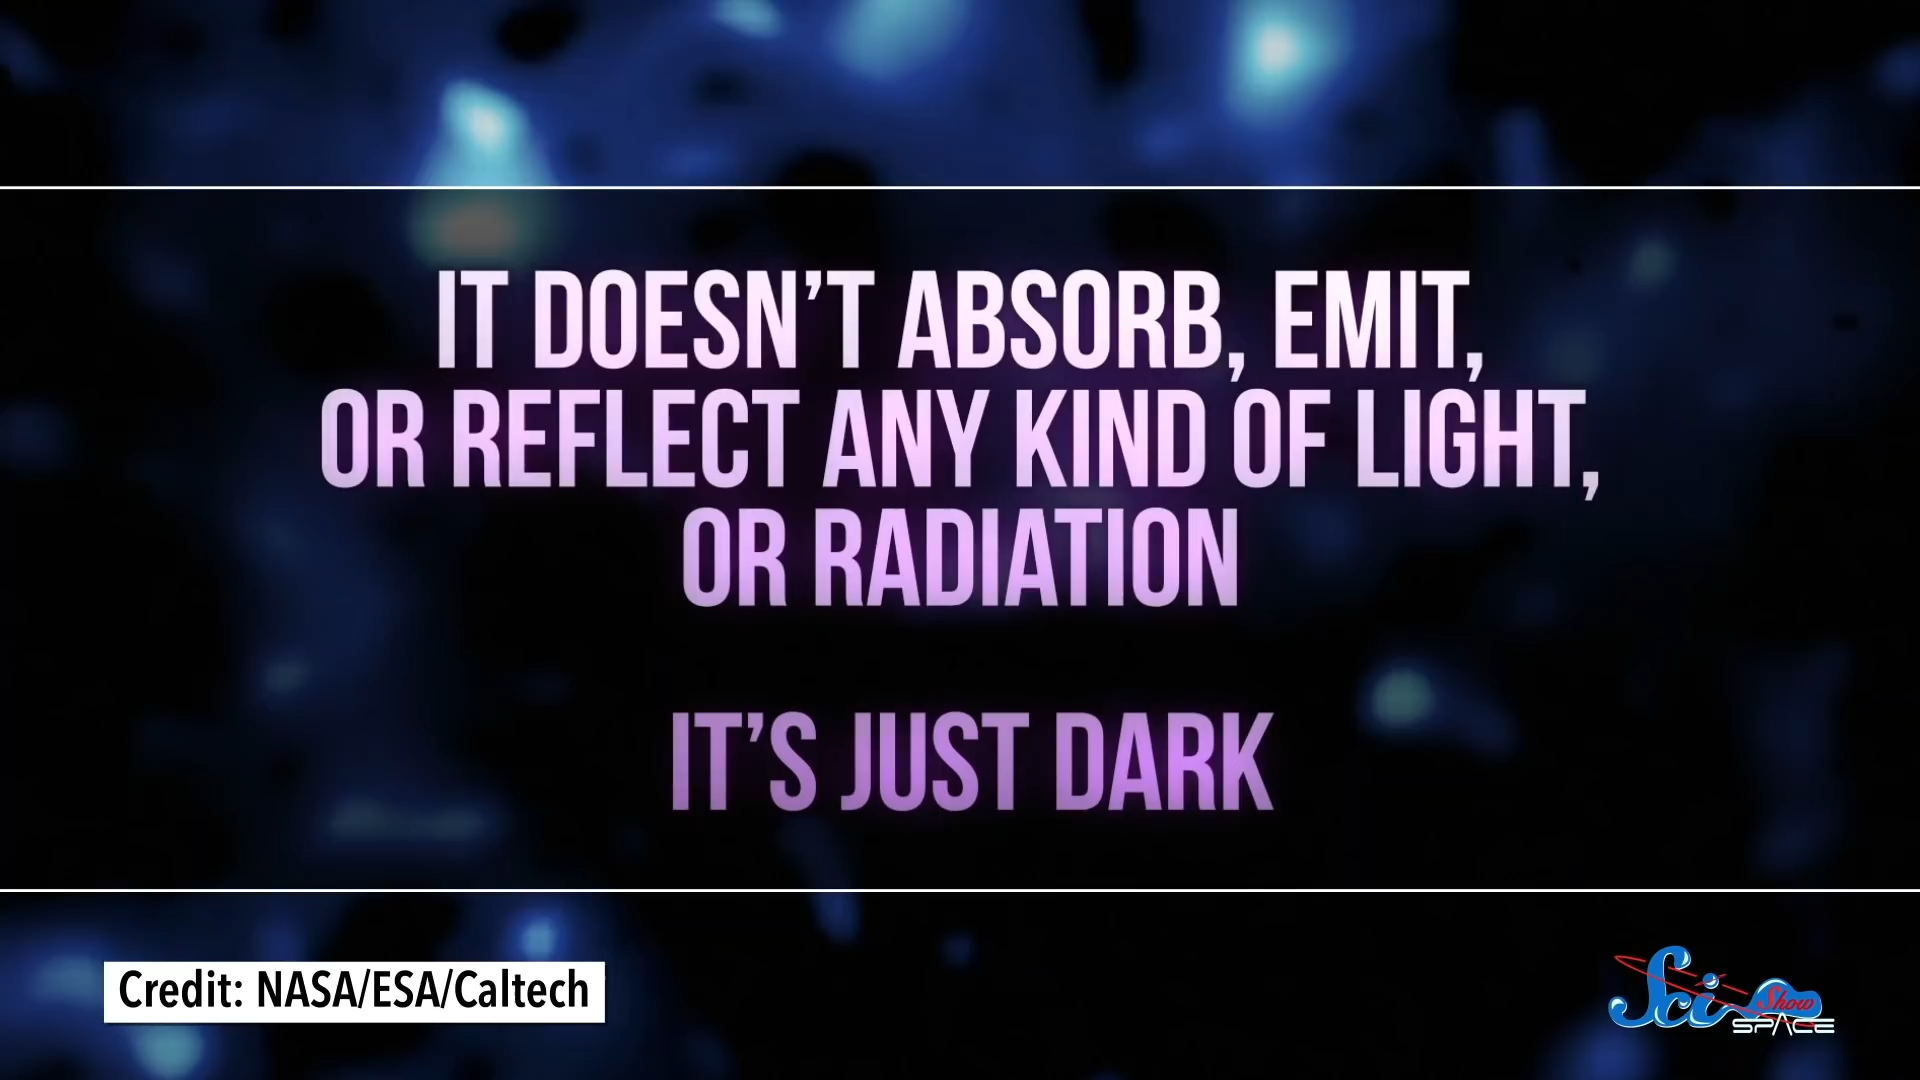 IT DOESN'T ABSORB, EMIT,
OR REFLECT ANY KIND OF LIGHT,
OR RADIATION
IT'S JUST DARK
Credit: NASA/ESA/Caltech
Sci Show
SPACE